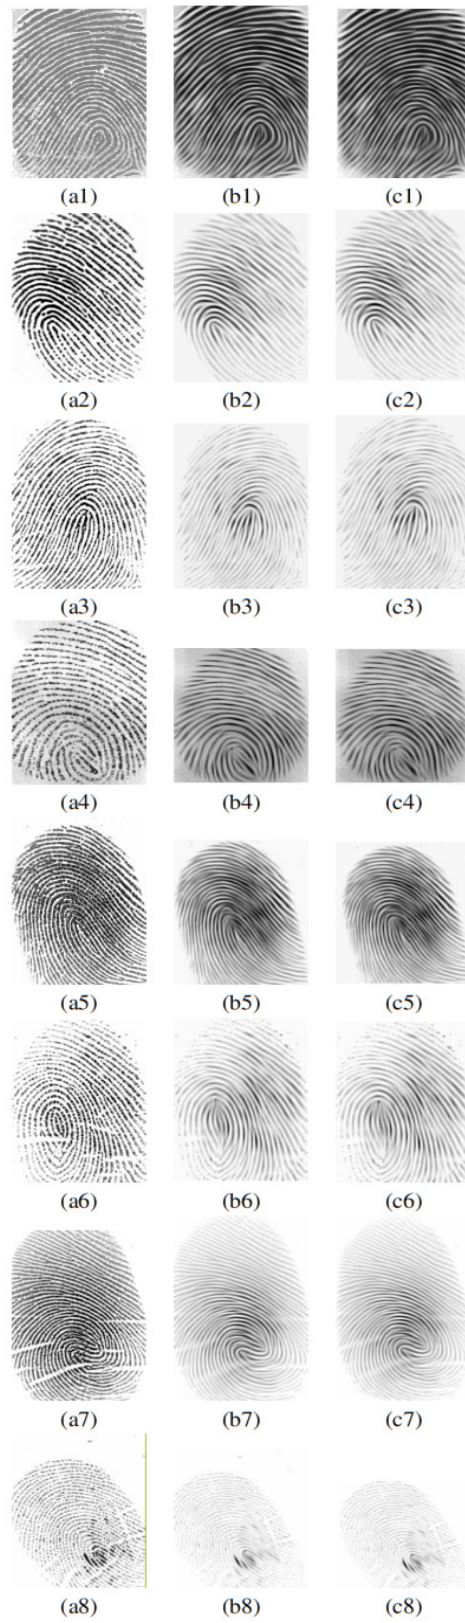 (a1) (b1) (c1)
(a2) (b2) (c2)
(a3) (b3) (c3)
(a4) (b4) (c4)
(a5) (b5) (c5)
(a6) (b6) (c6)
(a7) (b7) (c7)
(a8) (b8) (c8)